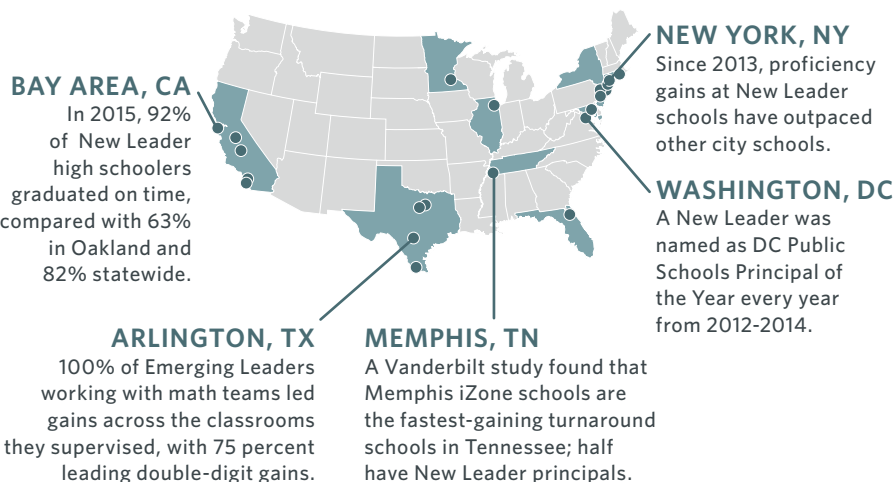 BAY AREA, CA
In 2015, 92%
of New Leader
high schoolers
graduated on time,
compared with 63%
in Oakland and
82% statewide.
NEW YORK, NY
Since 2013, proficiency
gains at New Leader
schools have outpaced
other city schools.
WASHINGTON, DC
A New Leader was
named as DC Public
Schools Principal of
the Year every year
from 2012-2014.
ARLINGTON, TX
100% of Emerging Leaders
working with math teams led
gains across the classrooms
they supervised, with 75 percent
leading double-digit gains.
MEMPHIS, TN
A Vanderbilt study found that
Memphis iZone schools are
the fastest-gaining turnaround
schools in Tennessee; half
have New Leader principals.